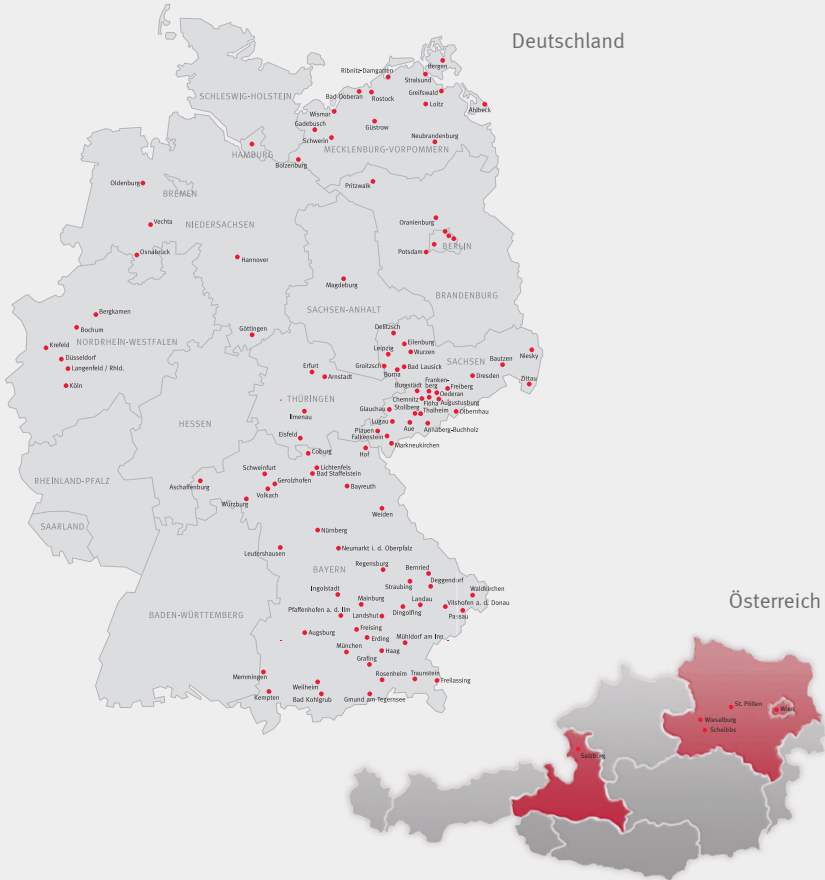 Deutschland
Bergen
Ribnitz-Damgarten
Stralsund
SCHLESWIG-HOLSTEIN
Bad Doberan
Rostock
Greifswald
Loitz
Ahlbeck
Wismar
Gadebusch
Güstrow
Schwerin
Neubrandenburg
MECKLENBURG-VORPOMMERN
HAMBURG
Boizenburg
Oldenburg
BREMEN
Pritzwalk
Vechta
NIEDERSACHSEN
Oranienburg
BERLIN
Osnabrück
Hannover
Potsdam
Magdeburg
BRANDENBURG
SACHSEN-ANHALT
Bergkamen
Bochum
NORDRHEIN-WESTFALEN
Göttingen
Delitzsch
Krefeld
Düsseldorf
Langenfeld / Rhld.
Köln
Eilenburg
Leipzig
Wurzen
SACHSEN
Bautzen
Niesky
Groitzsch
Borna
Bad Lausick
Dresden
Zittau
Erfurt
Arnstadt
Franken-
berg
Burgstädt
Freiberg
Oederan
Chemnitz
Flöha
Augustusburg
THÜRINGEN
Ilmenau
Glauchau
Stollberg
Thalheim
Olbernhau
Lugau
Aue
Annaberg-Buchholz
HESSEN
Eisfeld
Plauen
Falkenstein
Markneukirchen
Coburg
Hof
RHEINLAND-PFALZ
Schweinfurt
Lichtenfels
Bad Staffelstein
Aschaffenburg
Gerolzhofen
Bayreuth
Volkach
Würzburg
Weiden
SAARLAND
Nürnberg
Leutershausen
Neumarkt i. d. Oberpfalz
BAYERN
Regensburg
Bernried
Deggendorf
Straubing
Waldkirchen
Ingolstadt
Mainburg
Landau
Vilshofen a. d. Donau
BADEN-WÜRTTEMBERG
Pfaffenhofen a. d. Ilm
Landshut
Dingolfing
Passau
Österreich
Augsburg
Freising
Erding
Mühldorf am Inn
München
Haag
Grafing
Memmingen
Rosenheim
Traunstein
Freilassing
Weilheim
Kempten
Bad Kohlgrub
Gmund am Tegernsee
St. Pölten
Wien
Wieselburg
Scheibbs
Salzburg